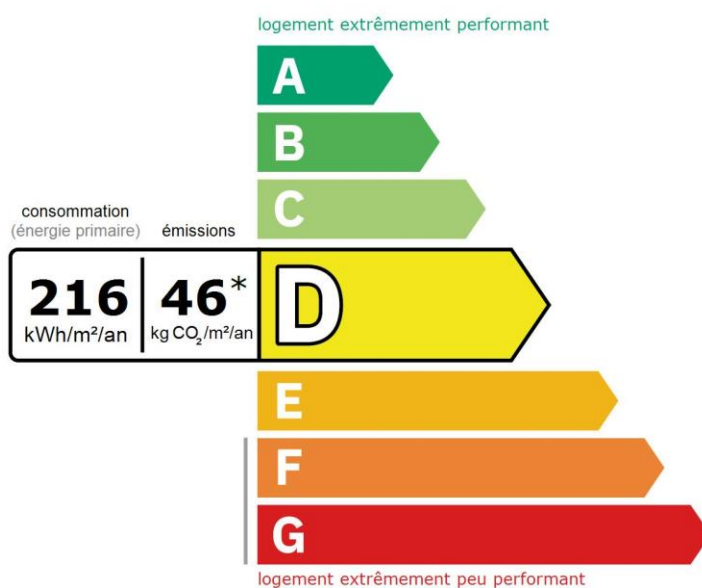 logement extrêmement performant
A
B
C
consommation
(énergie primaire) émissions
216 46*
kWh/m²/an kg CO₂/m²/an
D
E
F
G
logement extrêmement peu performant